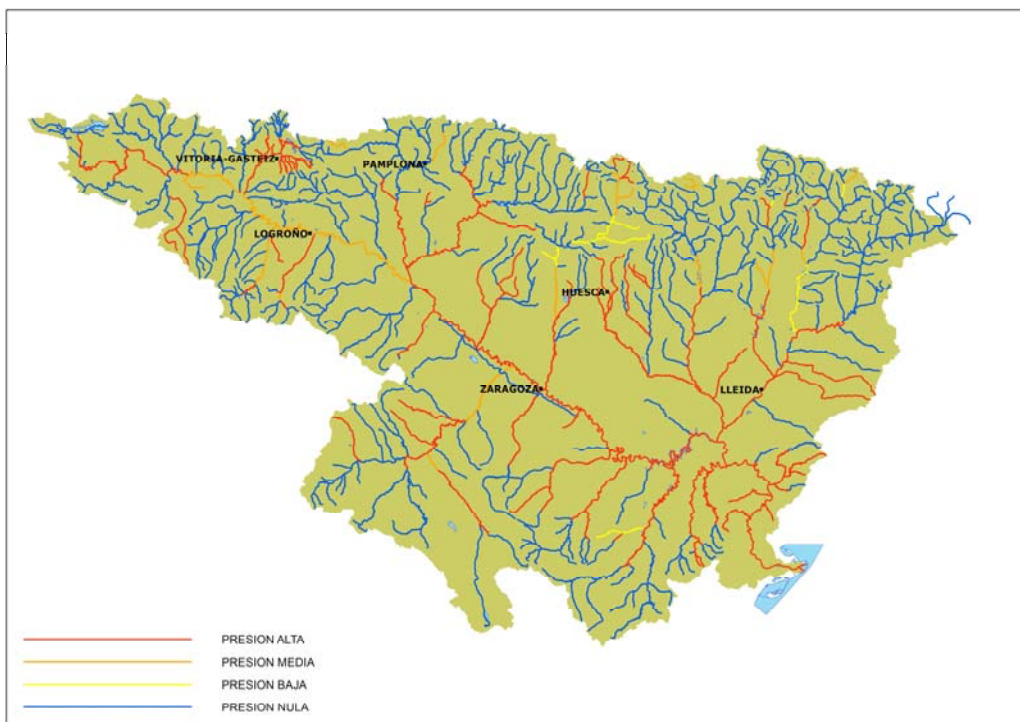 VITORIA-GASTEIZ
PAMPLONA
LOGROÑO
HUESCA
ZARAGOZA
LLEIDA
PRESION ALTA
PRESION MEDIA
PRESION BAJA
PRESION NULA